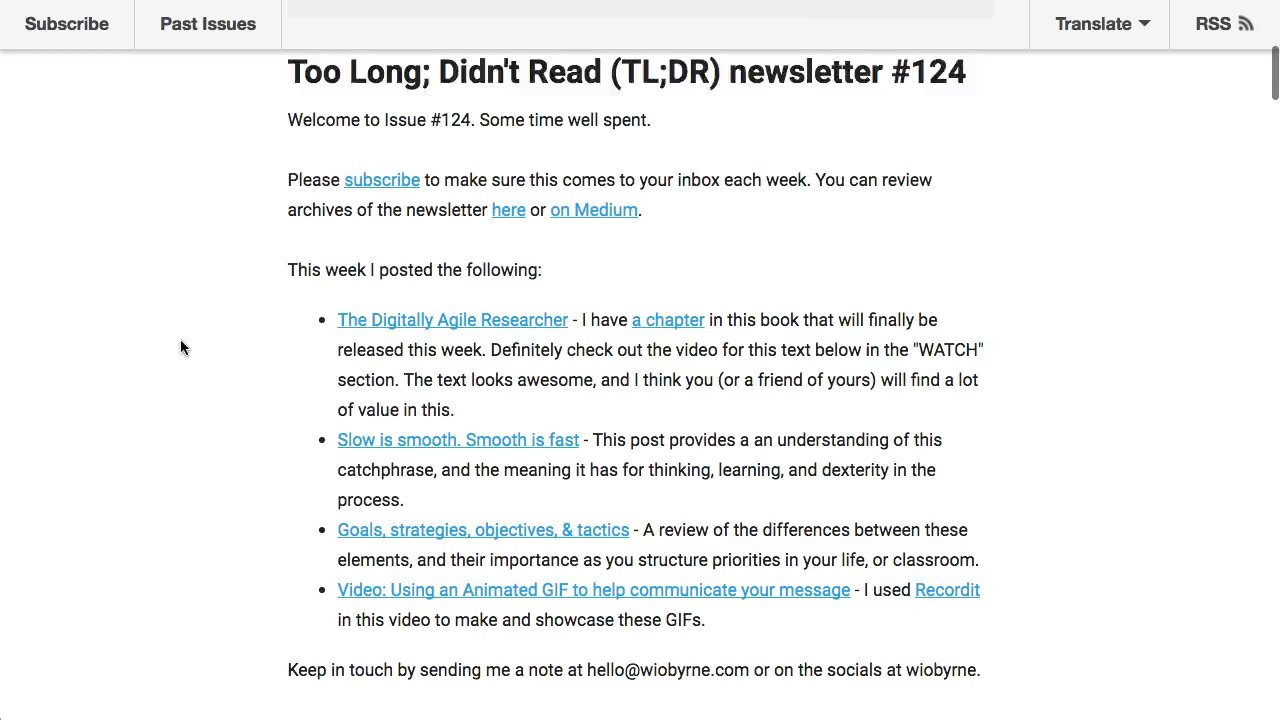 Subscribe
Past Issues
Translate
RSS
Too Long; Didn't Read (TL;DR) newsletter #124
Welcome to Issue #124. Some time well spent.
Please subscribe to make sure this comes to your inbox each week. You can review
archives of the newsletter here or on Medium.
This week I posted the following:
The Digitally Agile Researcher - I have a chapter in this book that will finally be
released this week. Definitely check out the video for this text below in the "WATCH"
section. The text looks awesome, and I think you (or a friend of yours) will find a lot
of value in this.
Slow is smooth. Smooth is fast - This post provides a an understanding of this
catchphrase, and the meaning it has for thinking, learning, and dexterity in the
process.
Goals, strategies, objectives, & tactics - A review of the differences between these
elements, and their importance as you structure priorities in your life, or classroom.
Video: Using an Animated GIF to help communicate your message - I used Recordit
in this video to make and showcase these GIFs.
Keep in touch by sending me a note at hello@wiobyrne.com or on the socials at wiobyrne.